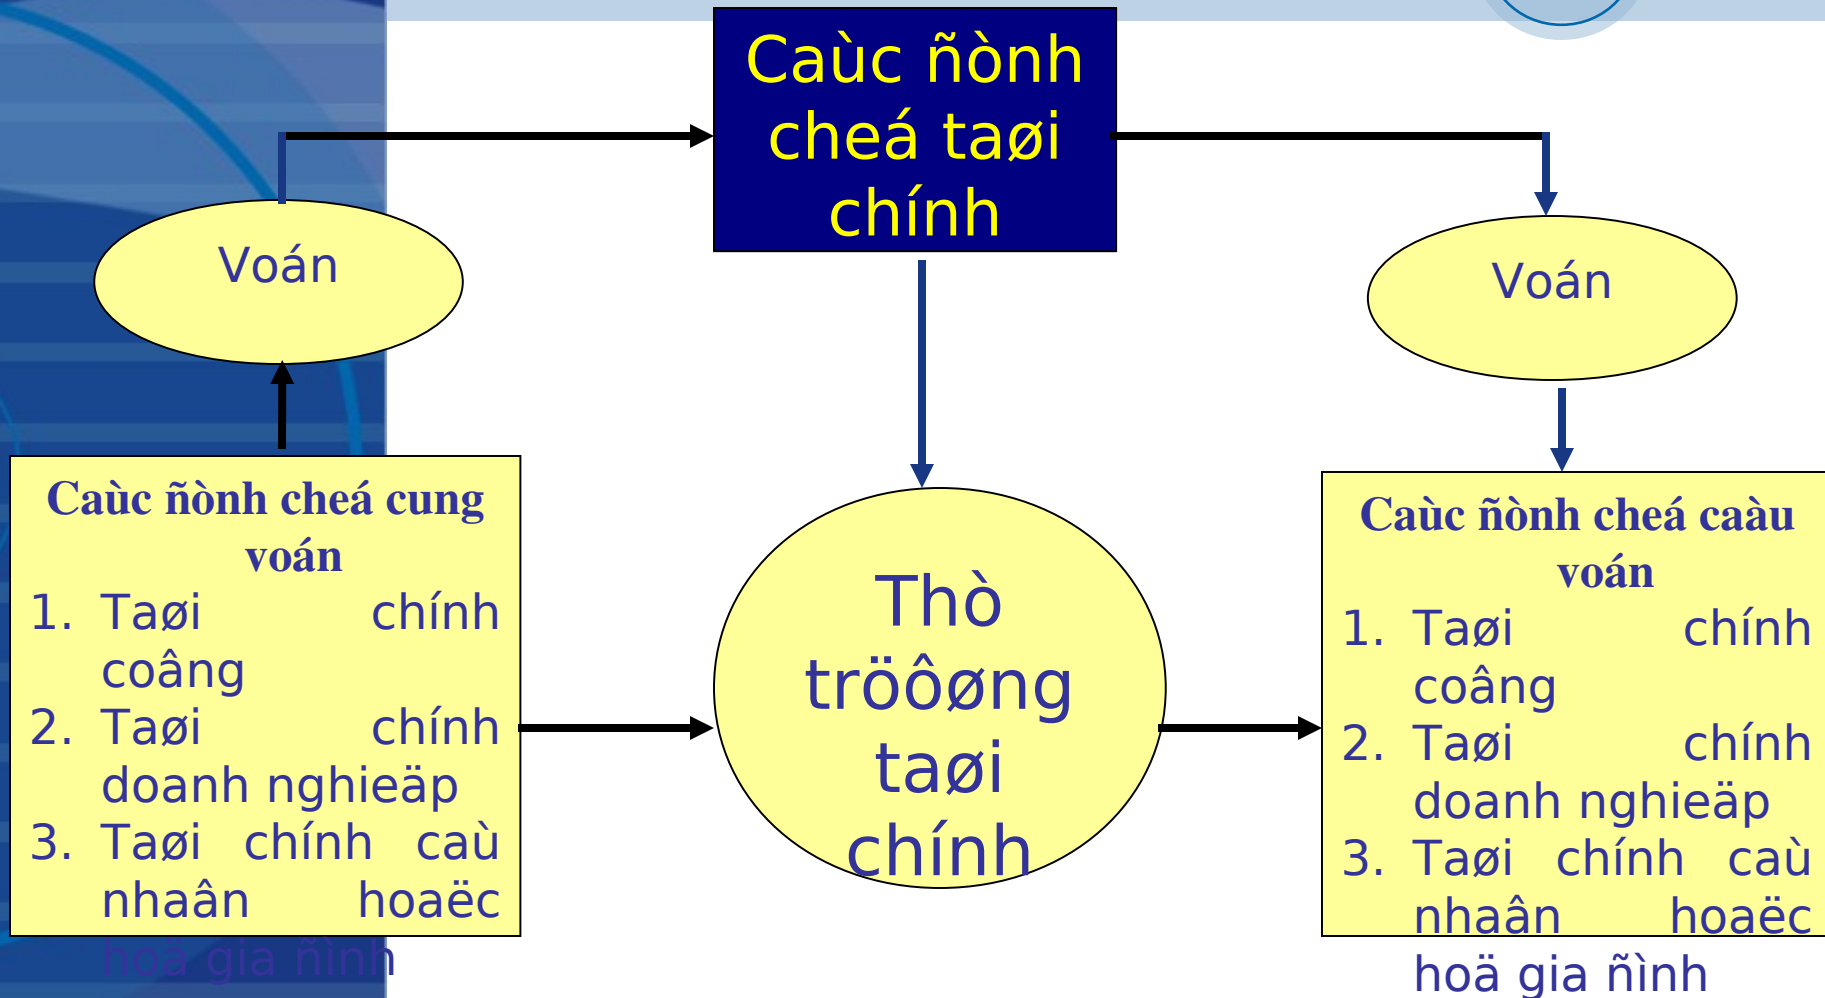 Caùc ñònh
cheá taøi
chính
Voán
Voán
Caùc ñònh cheá cung
voán
1. Taøi chính
coâng
2. Taøi chính
doanh nghieäp
3. Taøi chính caù
nhaân hoaëc
hoä gia ñình
Thò
tröôøng
taøi
chính
Caùc ñònh cheá caàu
voán
1. Taøi chính
coâng
2. Taøi chính
doanh nghieäp
3. Taøi chính caù
nhaân hoaëc
hoä gia ñình